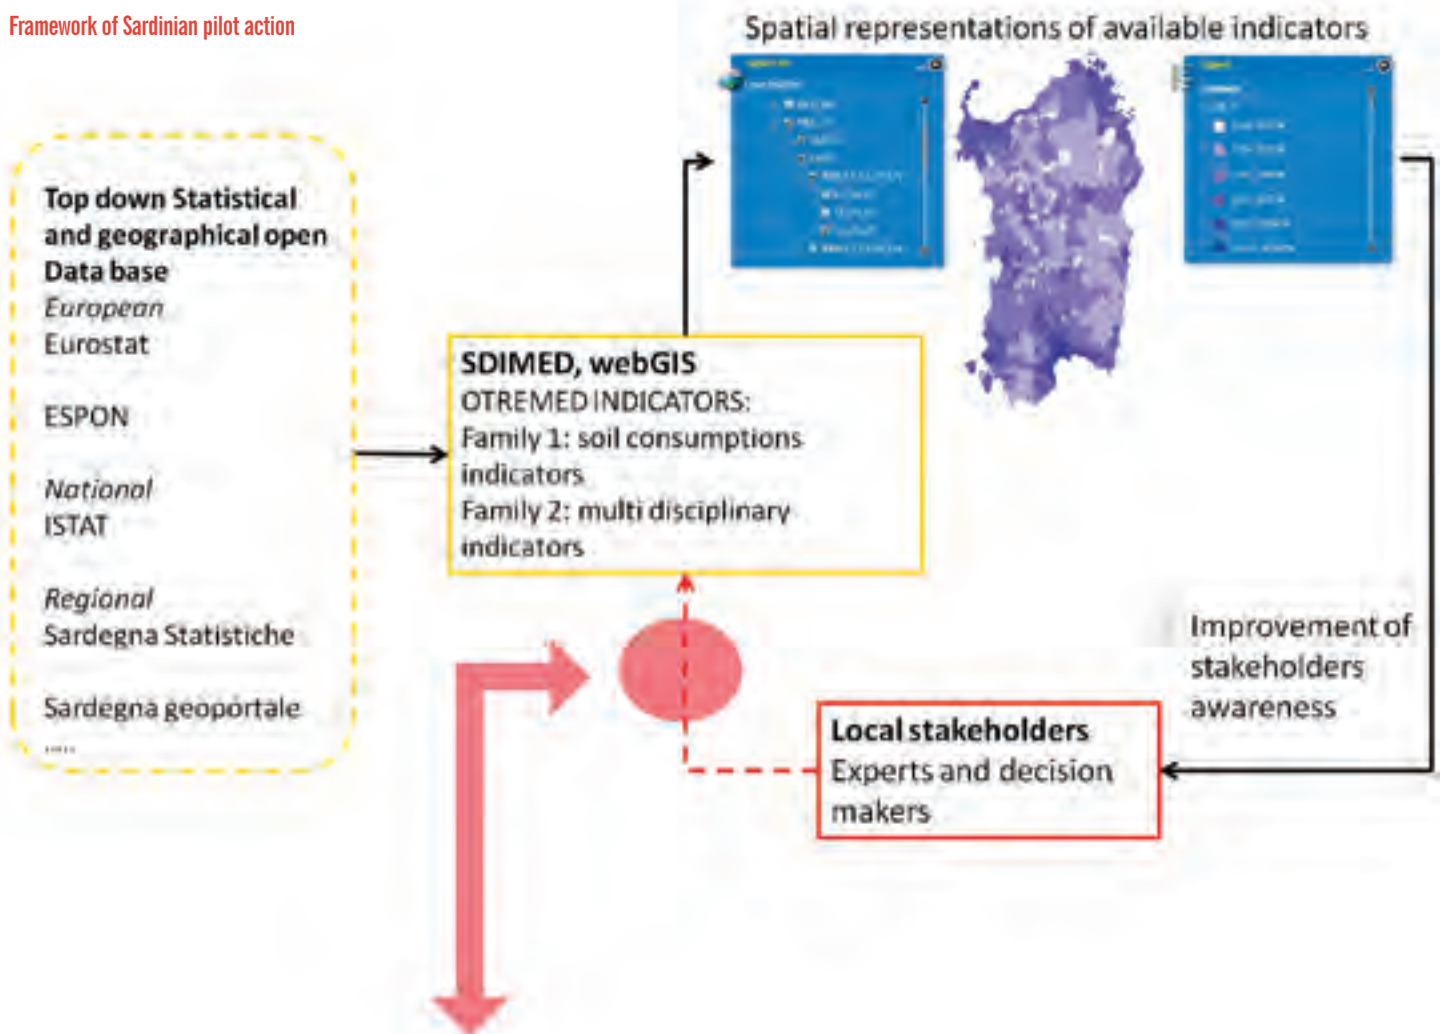 Framework of Sardinian pilot action
Spatial representations of available indicators
Top down Statistical
and geographical open
Data base
European
Eurostat
ESPON
National
ISTAT
Regional
Sardegna Statistiche
Sardegna geoportale
.....
SDIMED, webGIS
OTREMED INDICATORS:
Family 1: soil consumptions
indicators
Family 2: multi disciplinary
indicators
Improvement of
stakeholders
awareness
Local stakeholders
Experts and decision
makers